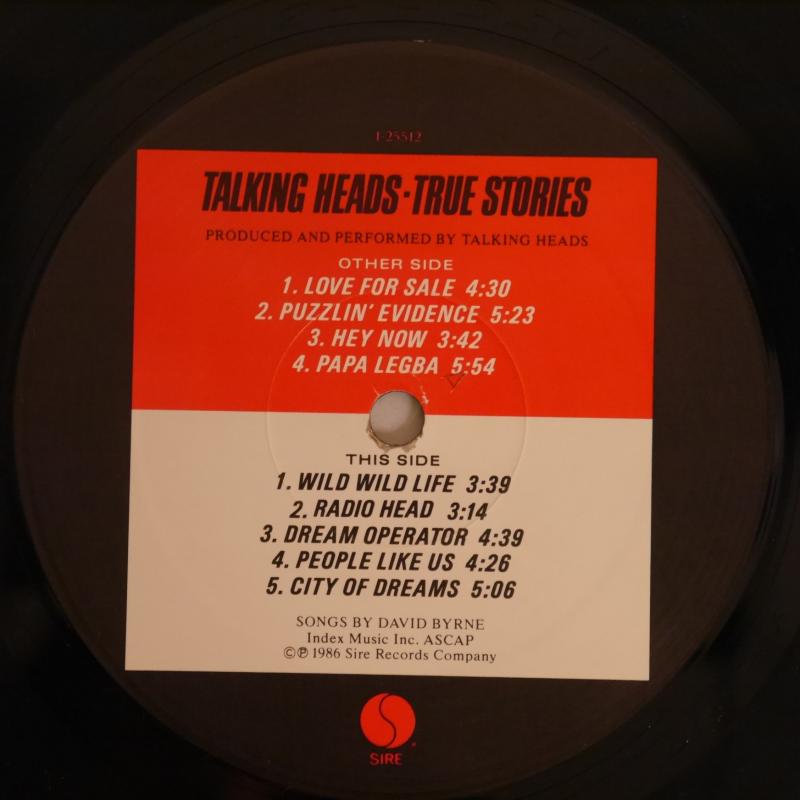 1-25512
TALKING HEADS·TRUE STORIES
PRODUCED AND PERFORMED BY TALKING HEADS
OTHER SIDE
1. LOVE FOR SALE 4:30
2. PUZZLIN' EVIDENCE 5:23
3. HEY NOW 3:42
4. PAPA LEGBA 5:54
THIS SIDE
1. WILD WILD LIFE 3:39
2. RADIO HEAD 3:14
3. DREAM OPERATOR 4:39
4. PEOPLE LIKE US 4:26
5. CITY OF DREAMS 5:06
SONGS BY DAVID BYRNE
Index Music Inc. ASCAP
©℗ 1986 Sire Records Company
SIRE